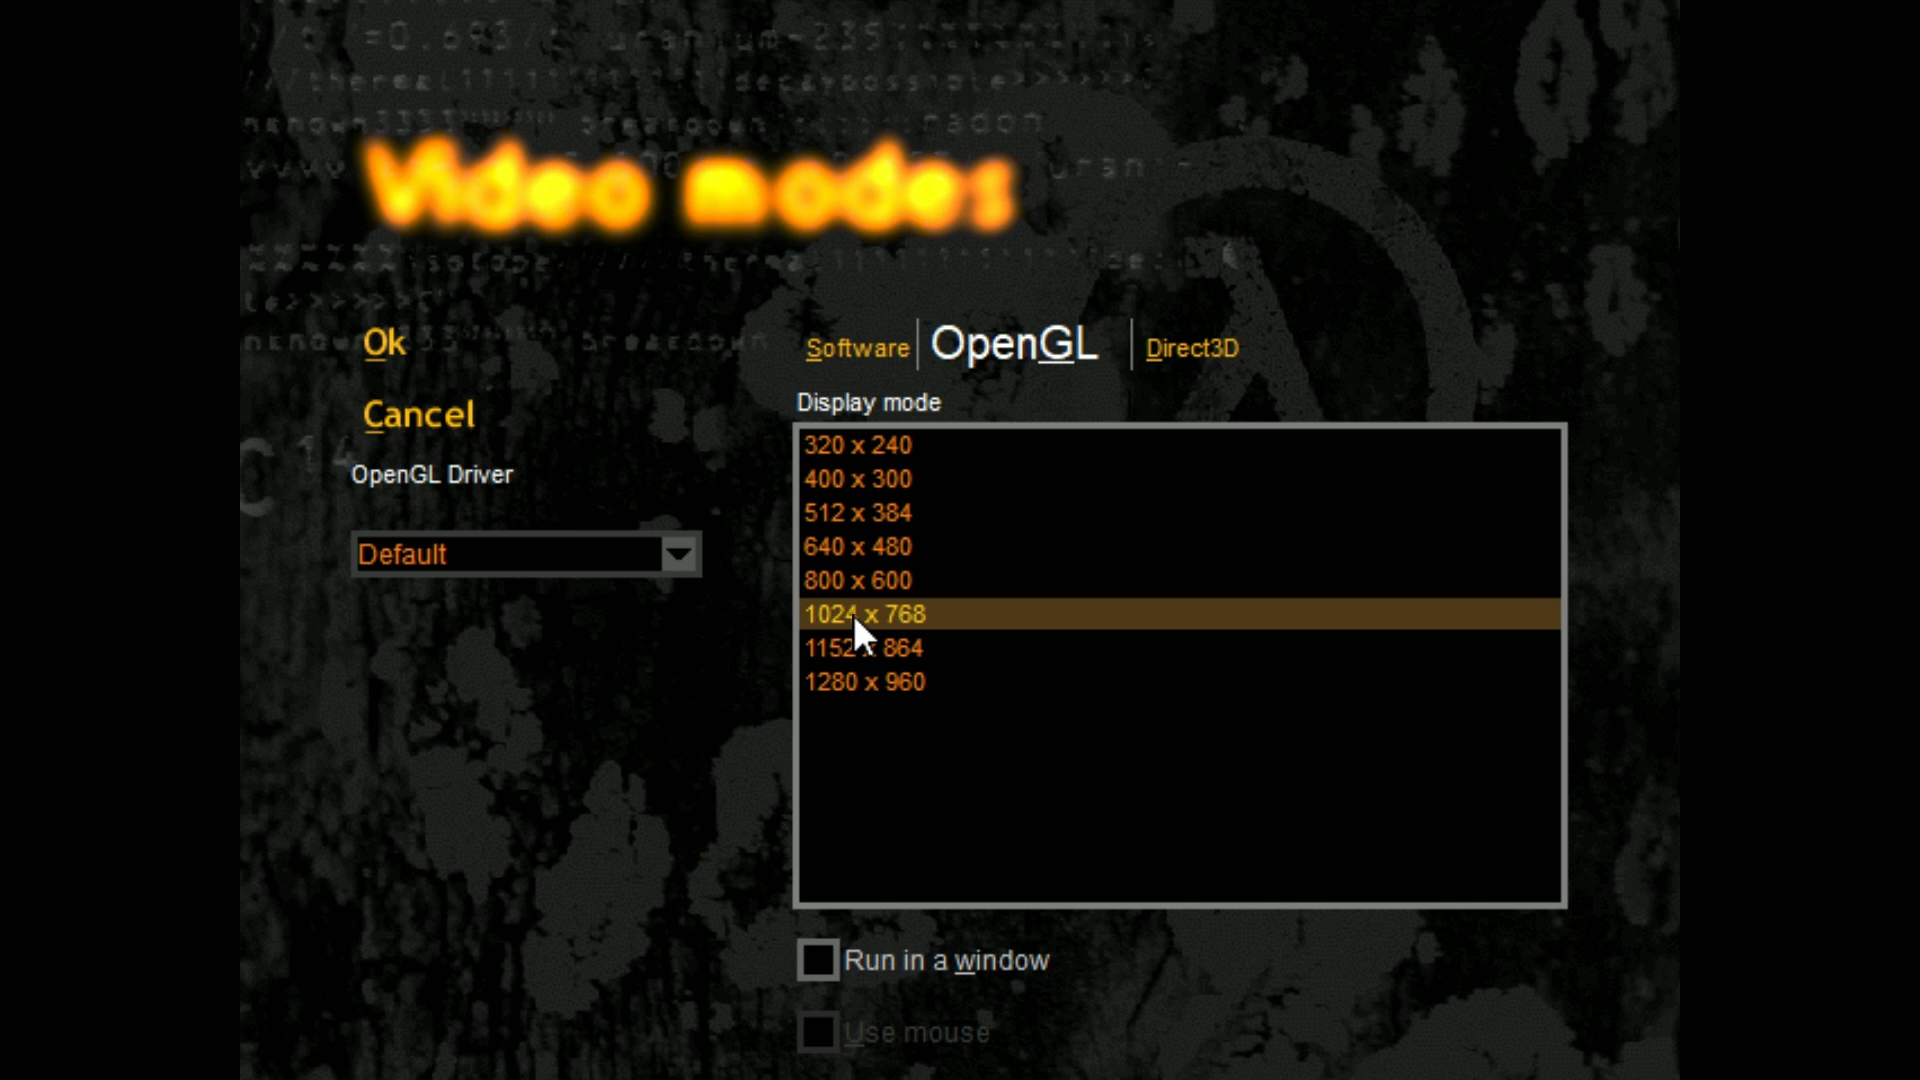 Video modes
Ok
Cancel
OpenGL Driver
Default
Software
OpenGL
Direct3D
Display mode
320 x 240
400 x 300
512 x 384
640 x 480
800 x 600
1024 x 768
1152 x 864
1280 x 960
Run in a window
Use mouse